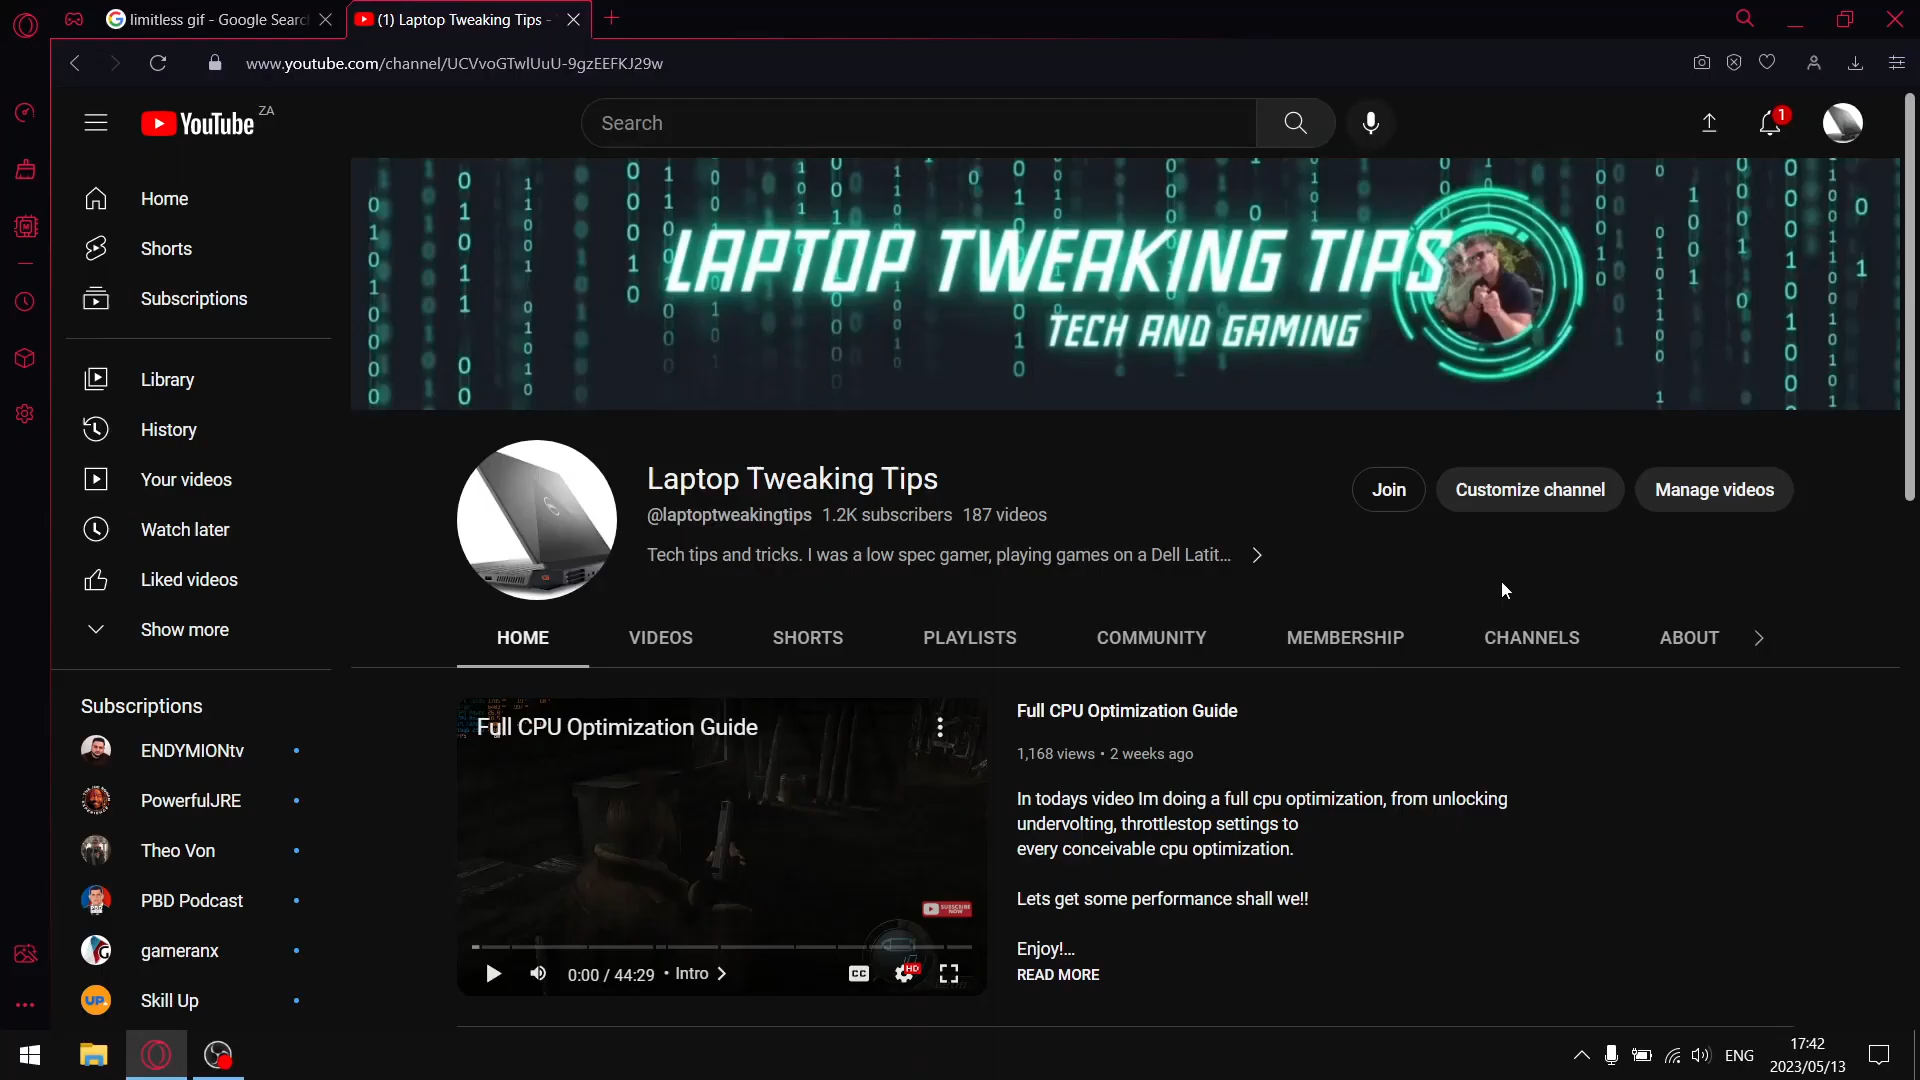 limitless gif - Google Searc
(1) Laptop Tweaking Tips -
www.youtube.com/channel/UCVvoGTwlUuU-9gzEEFKJ29w
YouTube ZA
Search
1
Home
Shorts
Subscriptions
Library
History
Your videos
Watch later
Liked videos
Show more
Subscriptions
ENDYMIONtv
PowerfulJRE
Theo Von
PBD Podcast
gameranx
Skill Up
LAPTOP TWEAKING TIPS
TECH AND GAMING
Laptop Tweaking Tips
@laptoptweakingtips 1.2K subscribers 187 videos
Tech tips and tricks. I was a low spec gamer, playing games on a Dell Latit...
Join
Customize channel
Manage videos
HOME
VIDEOS
SHORTS
PLAYLISTS
COMMUNITY
MEMBERSHIP
CHANNELS
ABOUT
Full CPU Optimization Guide
SUBSCRIBE
NOW
0:00 / 44:29 • Intro
CC
HD
Full CPU Optimization Guide
1,168 views • 2 weeks ago
In todays video Im doing a full cpu optimization, from unlocking
undervolting, throttlestop settings to
every conceivable cpu optimization.
Lets get some performance shall we!!
Enjoy!...
READ MORE
UP.
ENG
17:42
2023/05/13